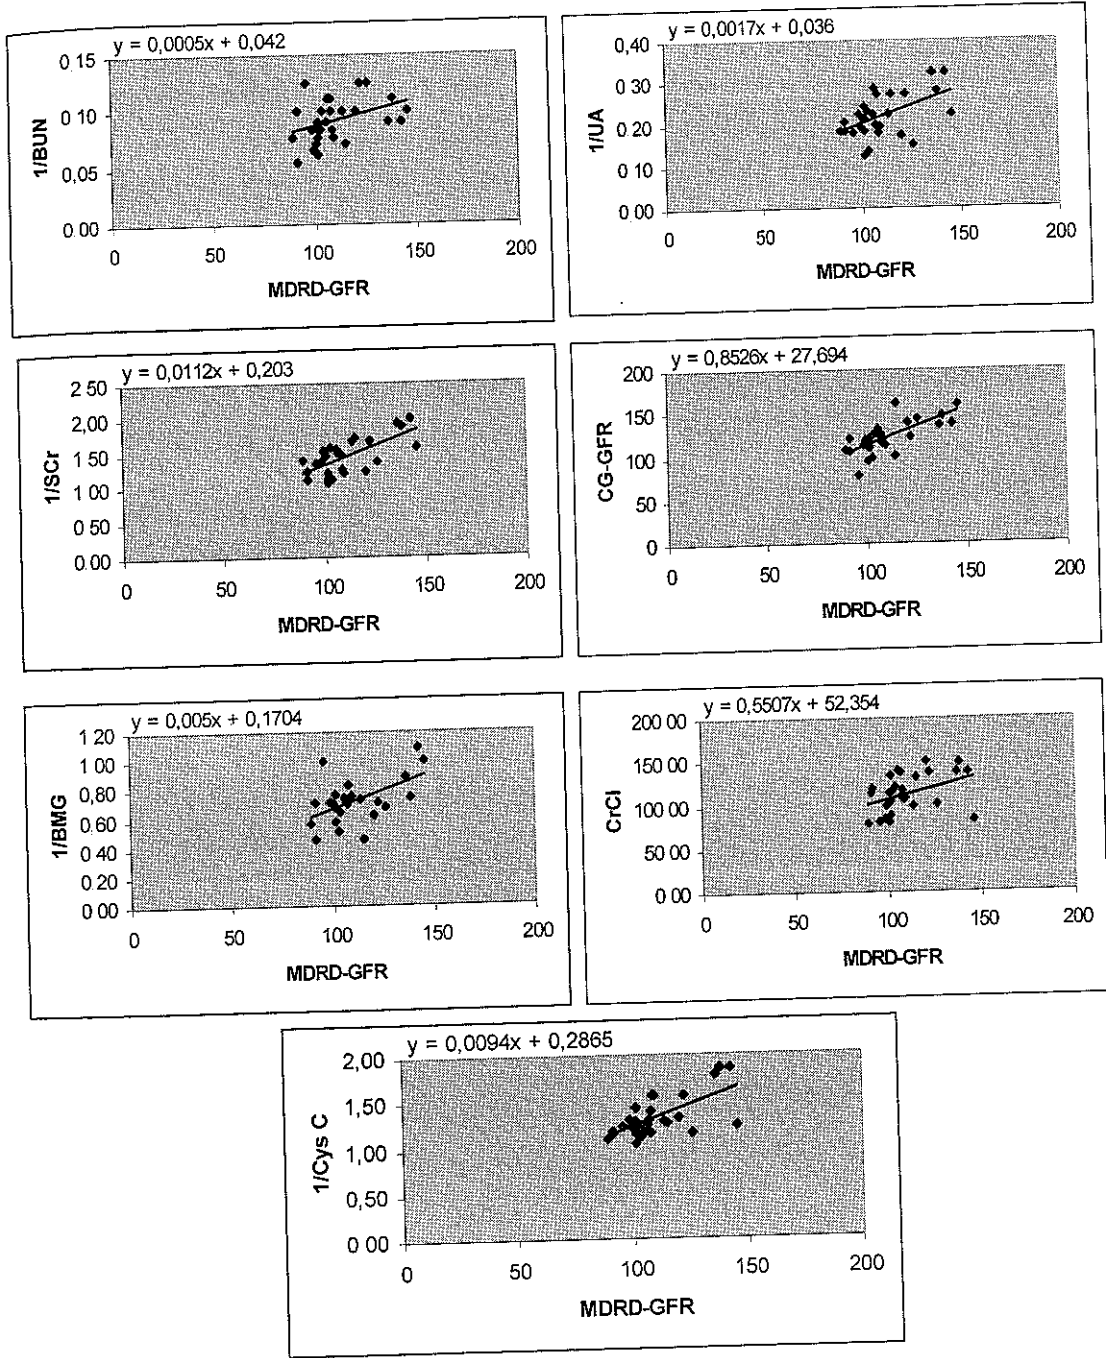 y = 0,0005x + 0,042
0 15
0 10
0,05
0 00
1/BUN
0 50 100 150 200
MDRD-GFR
y = 0,0017x + 0,036
0,40
0 30
0 20
0 10
0 00
1/UA
0 50 100 150 200
MDRD-GFR
y = 0,0112x + 0,203
2 50
2 00
1 50
1 00
0 50
0 00
1/SCr
0 50 100 150 200
MDRD-GFR
y = 0,8526x + 27,694
200
150
100
50
0
CG-GFR
0 50 100 150 200
MDRD-GFR
y = 0,005x + 0,1704
1 20
1 00
0,80
0 60
0 40
0 20
0 00
1/BMG
0 50 100 150 200
MDRD-GFR
y = 0,5507x + 52,354
200 00
150 00
100 00
50 00
0 00
CrCl
0 50 100 150 200
MDRD-GFR
y = 0,0094x + 0,2865
2,00
1,50
1,00
0,50
0 00
1/Cys C
0 50 100 150 200
MDRD-GFR